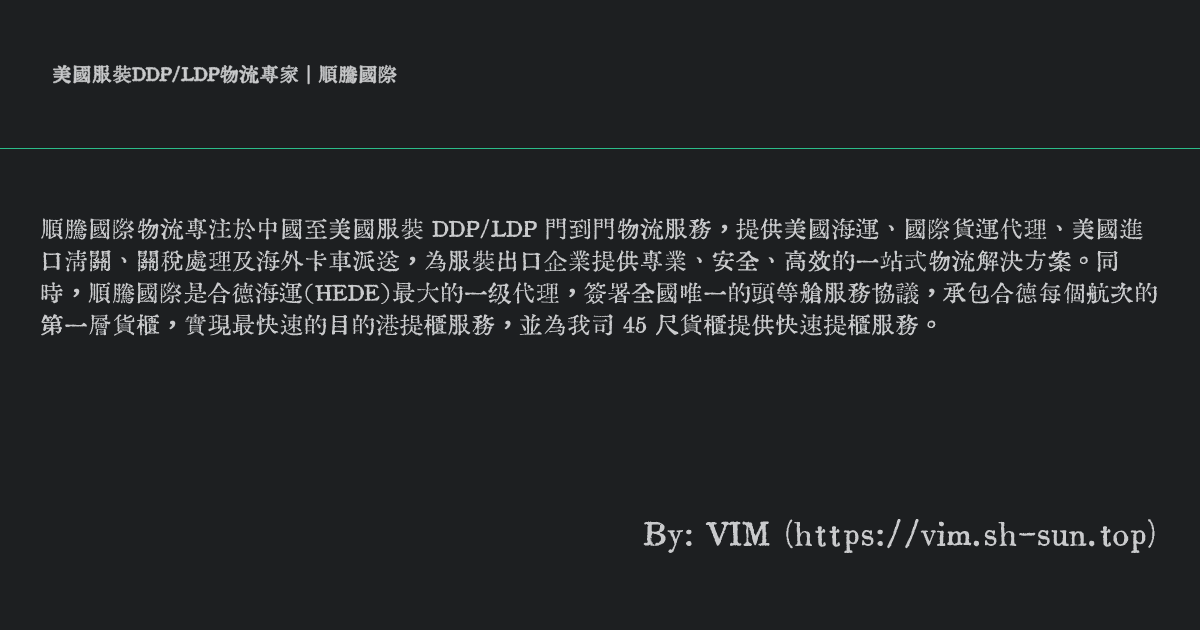 美國服裝DDP/LDP物流專家｜順騰國際
順騰國際物流專注於中國至美國服裝 DDP/LDP 門到門物流服務，提供美國海運、國際貨運代理、美國進
口清關、關稅處理及海外卡車派送，為服裝出口企業提供專業、安全、高效的一站式物流解決方案。同
時，順騰國際是合德海運(HEDE)最大的一级代理，簽署全國唯一的頭等艙服務協議，承包合德每個航次的
第一層貨櫃，實現最快速的目的港提櫃服務，並為我司 45 尺貨櫃提供快速提櫃服務。
By: VIM (https://vim.sh-sun.top)